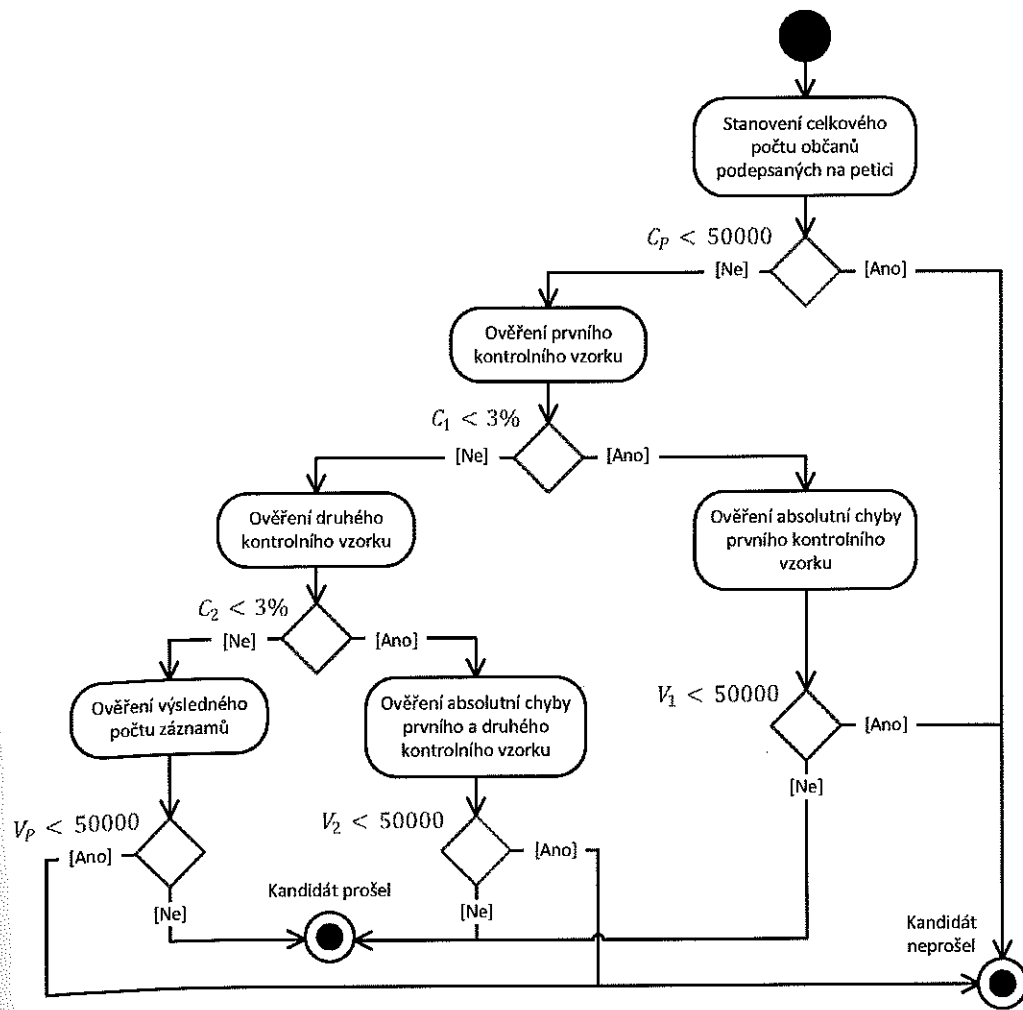 Stanovení celkového
počtu občanů
podepsaných na petici
C_P < 50000
[Ne]
[Ano]
Ověření prvního
kontrolního vzorku
C_1 < 3%
[Ne]
[Ano]
Ověření druhého
kontrolního vzorku
Ověření absolutní chyby
prvního kontrolního
vzorku
C_2 < 3%
[Ne]
[Ano]
Ověření výsledného
počtu záznamů
Ověření absolutní chyby
prvního a druhého
kontrolního vzorku
V_1 < 50000
[Ano]
[Ne]
V_P < 50000
[Ano]
[Ne]
V_2 < 50000
[Ano]
[Ne]
Kandidát prošel
Kandidát
neprošel